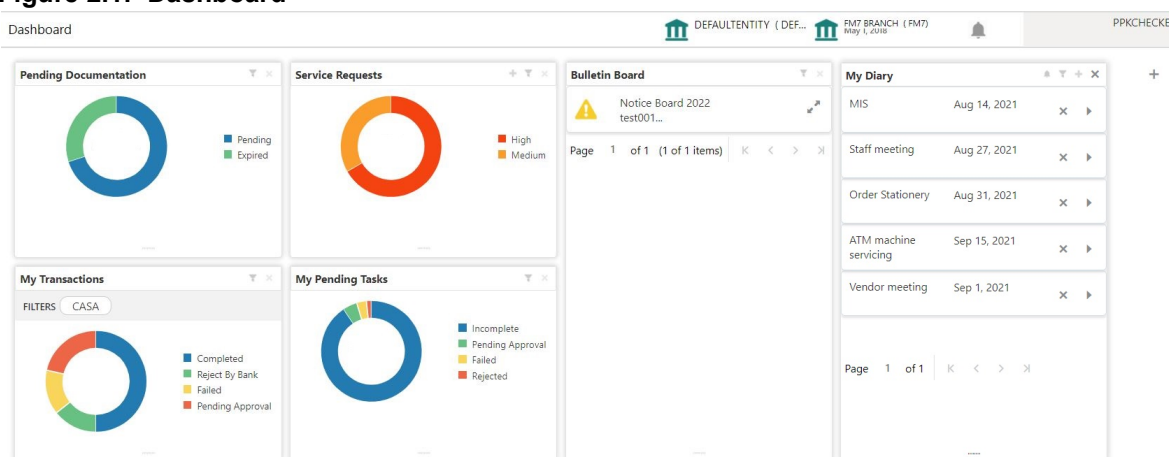 Dashboard
DEFAULTENTITY ( DEF...
FM7 BRANCH ( FM7)
May 1, 2018
PPKCHECKE
Pending Documentation
Pending
Expired
Service Requests
High
Medium
Bulletin Board
Notice Board 2022
test001...
Page 1 of 1 (1 of 1 items)
My Diary
MIS Aug 14, 2021
Staff meeting Aug 27, 2021
Order Stationery Aug 31, 2021
ATM machine
servicing
Sep 15, 2021
Vendor meeting Sep 1, 2021
Page 1 of 1
My Transactions
FILTERS CASA
Completed
Reject By Bank
Failed
Pending Approval
My Pending Tasks
Incomplete
Pending Approval
Failed
Rejected